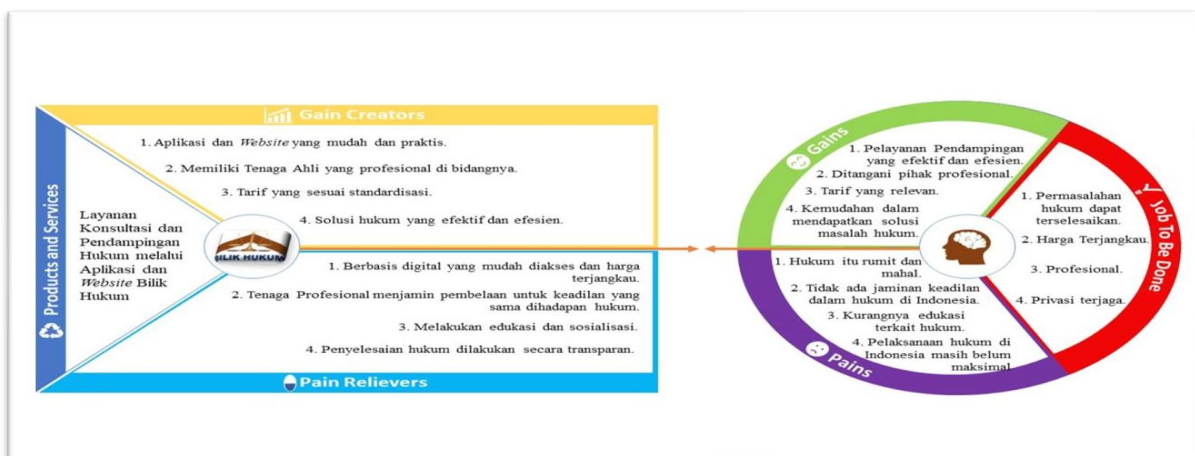 Gain Creators
1. Aplikasi dan Website yang mudah dan praktis.
2. Memiliki Tenaga Ahli yang profesional di bidangnya.
3. Tarif yang sesuai standardisasi.
4. Solusi hukum yang efektif dan efesien.
Products and Services
Layanan
Konsultasi dan
Pendampingan
Hukum melalui
Aplikasi dan
Website Bilik
Hukum
BILIK HUKUM
1. Berbasis digital yang mudah diakses dan harga
terjangkau.
2. Tenaga Profesional menjamin pembelaan untuk keadilan yang
sama dihadapan hukum.
3. Melakukan edukasi dan sosialisasi.
4. Penyelesaian hukum dilakukan secara transparan.
Pain Relievers
Gains
1. Pelayanan Pendampingan
yang efektif dan efesien.
2. Ditangani pihak profesional.
3. Tarif yang relevan.
4. Kemudahan dalam
mendapatkan solusi
masalah hukum.
1. Hukum itu rumit dan
mahal.
2. Tidak ada jaminan keadilan
dalam hukum di Indonesia.
3. Kurangnya edukasi
terkait hukum.
4. Pelaksanaan hukum di
Indonesia masih belum
maksimal
Pains
1. Permasalahan
hukum dapat
terselesaikan.
2. Harga Terjangkau.
3. Profesional.
4. Privasi terjaga.
Job To Be Done